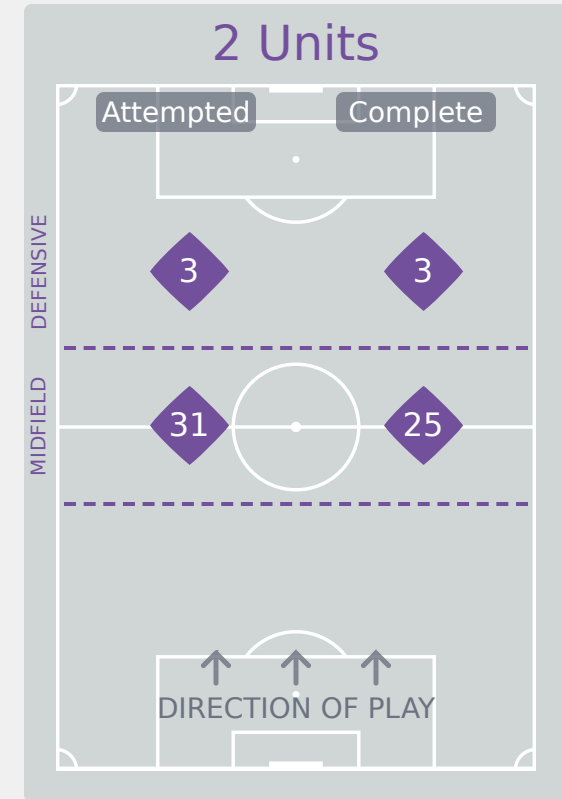 2 Units
Attempted Complete
DEFENSIVE
3 3
MIDFIELD
31 25
DIRECTION OF PLAY